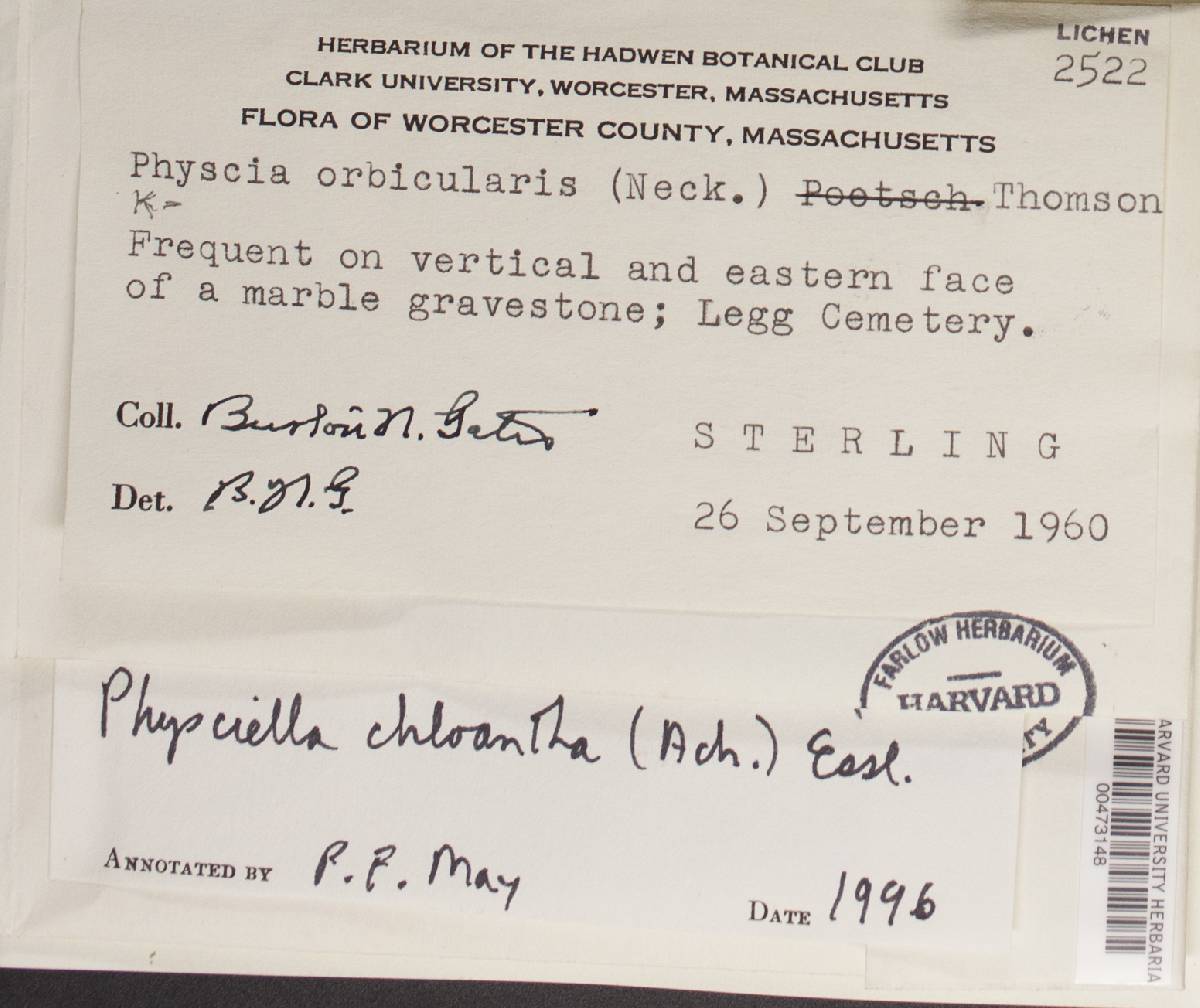 LICHEN
2522
HERBARIUM OF THE HADWEN BOTANICAL CLUB
CLARK UNIVERSITY, WORCESTER, MASSACHUSETTS
FLORA OF WORCESTER COUNTY, MASSACHUSETTS
Physcia orbicularis (Neck.) Poetsch. Thomson
K-
Frequent on vertical and eastern face
of a marble gravestone; Legg Cemetery.
Coll. Burton N. Gates
STERLING
Det. B. N. G.
26 September 1960
FARLOW HERBARIUM
HARVARD
Physciella chloantha (Ach.) Essl.
ANNOTATED BY P. F. May
DATE 1996
ARVARD UNIVERSITY HERBARIA
00473148